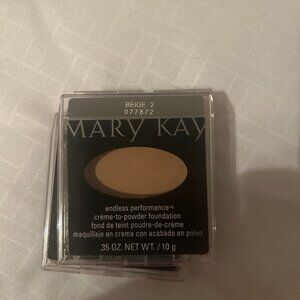 BEIGE 2
077872
MARY KAY
endless performance™
crème-to-powder foundation
fond de teint poudre-de-crème
maquillaje en crema con acabado en polvo
.35 OZ. NET WT. / 10 g